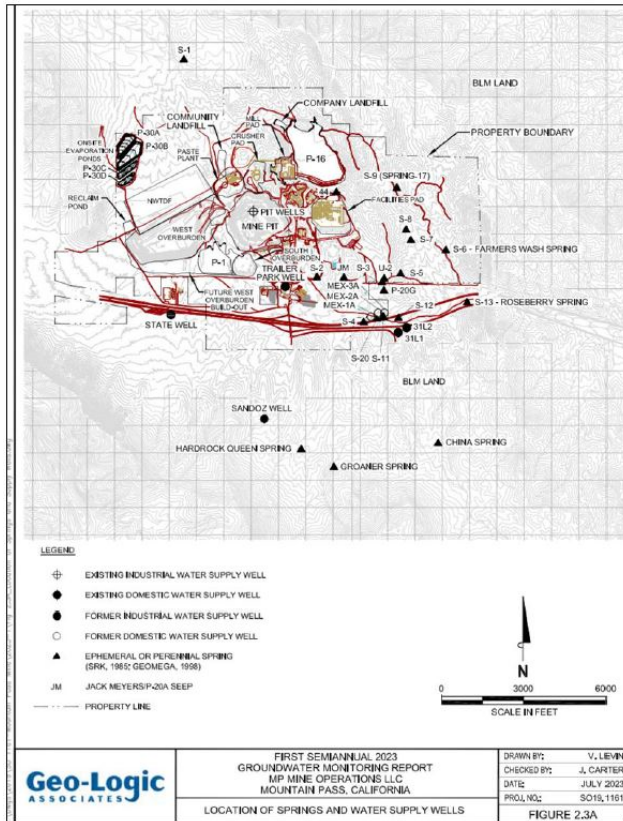 S-1
BLM LAND
COMPANY LANDFILL
COMMUNITY
LANDFILL
MILL
PAD
CRUSHER
PAD
PROPERTY BOUNDARY
P-30A
P-30B
ONSITE
EVAPORATION
PONDS
P-30C
P-30D
PASTE
PLANT
P-16
S-9 (SPRING-17)
44
RECLAIM
POND
NWTDF
PIT WELLS
MINE PIT
FACILITIES PAD
S-8
S-7
S-6 - FARMERS WASH SPRING
WEST
OVERBURDEN
SOUTH
OVERBURDEN
P-1
TRAILER
PARK WELL
S-2
JM
S-3
U-2
S-5
MEX-3A
MEX-2A
MEX-1A
P-20G
FUTURE WEST
OVERBURDEN
BUILD-OUT
S-12
S-13 - ROSEBERRY SPRING
STATE WELL
S-4
31L2
31L1
S-20 S-11
BLM LAND
SANDOZ WELL
HARDROCK QUEEN SPRING
CHINA SPRING
GROANER SPRING
LEGEND
EXISTING INDUSTRIAL WATER SUPPLY WELL
EXISTING DOMESTIC WATER SUPPLY WELL
FORMER INDUSTRIAL WATER SUPPLY WELL
FORMER DOMESTIC WATER SUPPLY WELL
EPHEMERAL OR PERENNIAL SPRING
(SRK, 1985; GEOMEGA, 1998)
JM JACK MEYERS/P-20A SEEP
PROPERTY LINE
N
0 3000 6000
SCALE IN FEET
Geo-Logic
ASSOCIATES
FIRST SEMIANNUAL 2023
GROUNDWATER MONITORING REPORT
MP MINE OPERATIONS LLC
MOUNTAIN PASS, CALIFORNIA
LOCATION OF SPRINGS AND WATER SUPPLY WELLS
DRAWN BY: V. LEVIN
CHECKED BY: J. CARTER
DATE: JULY 2023
PROJ. NO.: SO19.1161
FIGURE 2.3A